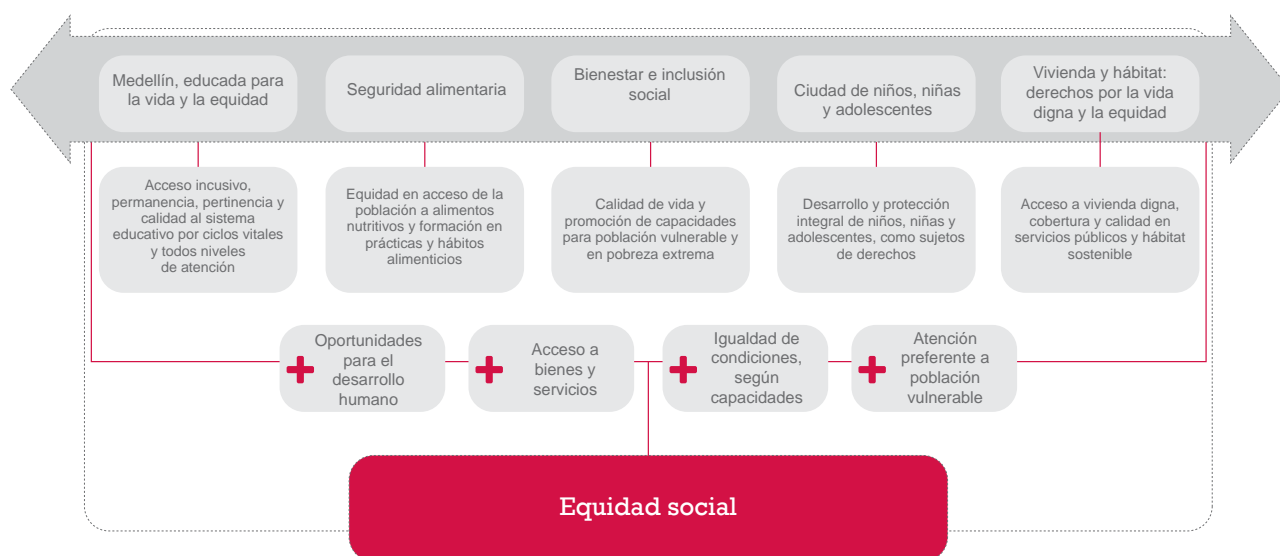 Medellín, educada para
la vida y la equidad
Seguridad alimentaria
Bienestar e inclusión
social
Ciudad de niños, niñas
y adolescentes
Vivienda y hábitat:
derechos por la vida
digna y la equidad
Acceso incusivo,
permanencia, pertinencia y
calidad al sistema
educativo por ciclos vitales
y todos niveles
de atención
Equidad en acceso de la
población a alimentos
nutritivos y formación en
prácticas y hábitos
alimenticios
Calidad de vida y
promoción de capacidades
para población vulnerable y
en pobreza extrema
Desarrollo y protección
integral de niños, niñas y
adolescentes, como sujetos
de derechos
Acceso a vivienda digna,
cobertura y calidad en
servicios públicos y hábitat
sostenible
Oportunidades
para el
desarrollo
humano
Acceso a
bienes y
servicios
Igualdad de
condiciones,
según
capacidades
Atención
preferente a
población
vulnerable
Equidad social